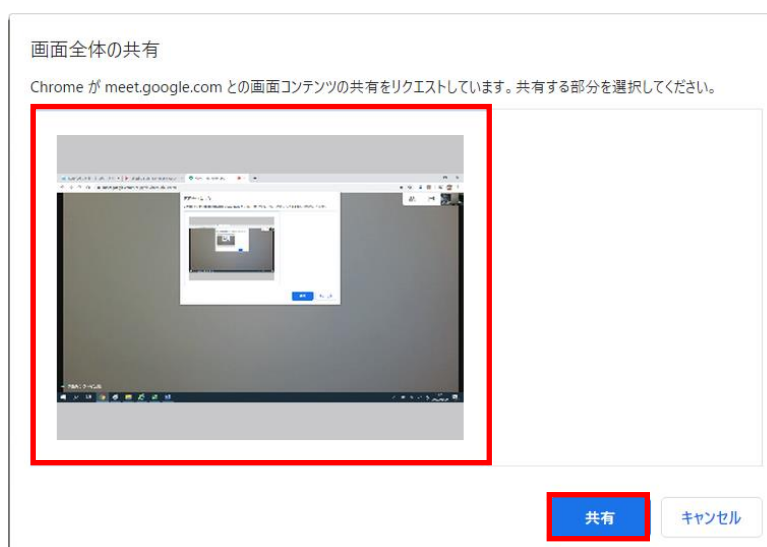 画面全体の共有
Chrome が meet.google.com との画面コンテンツの共有をリクエストしています。共有する部分を選択してください。
共有
キャンセル